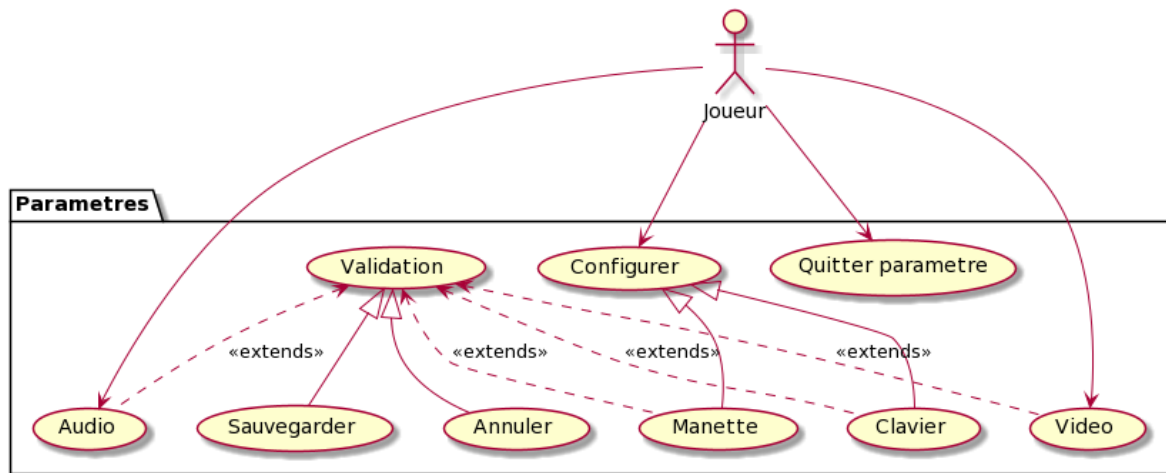 Joueur
Parametres
Validation
Configurer
Quitter parametre
«extends»
«extends»
«extends»
«extends»
Audio
Sauvegarder
Annuler
Manette
Clavier
Video